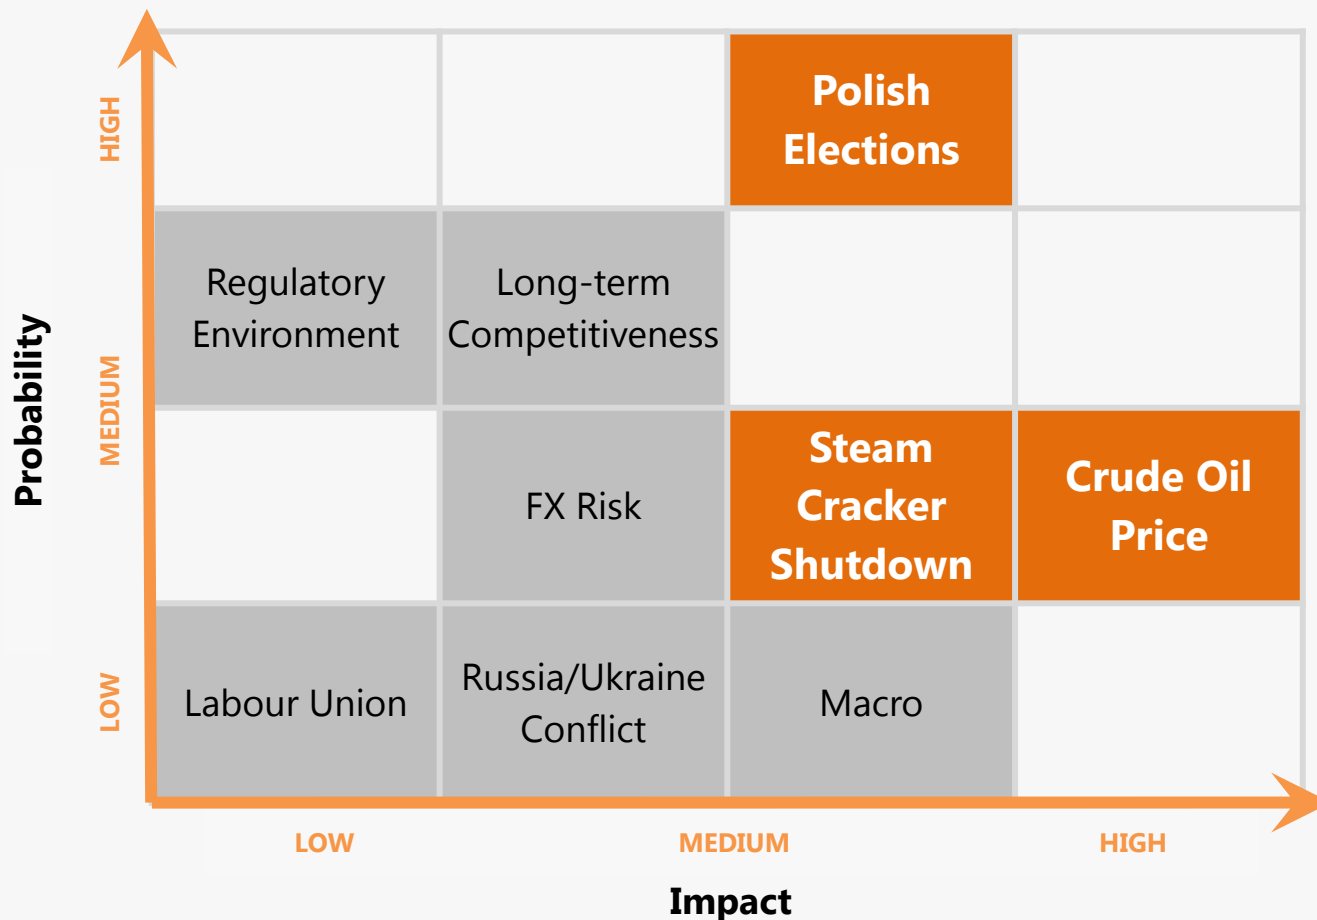 Probability
HIGH
MEDIUM
LOW
Polish
Elections
Regulatory
Environment
Long-term
Competitiveness
FX Risk
Steam
Cracker
Shutdown
Crude Oil
Price
Labour Union
Russia/Ukraine
Conflict
Macro
LOW
MEDIUM
HIGH
Impact